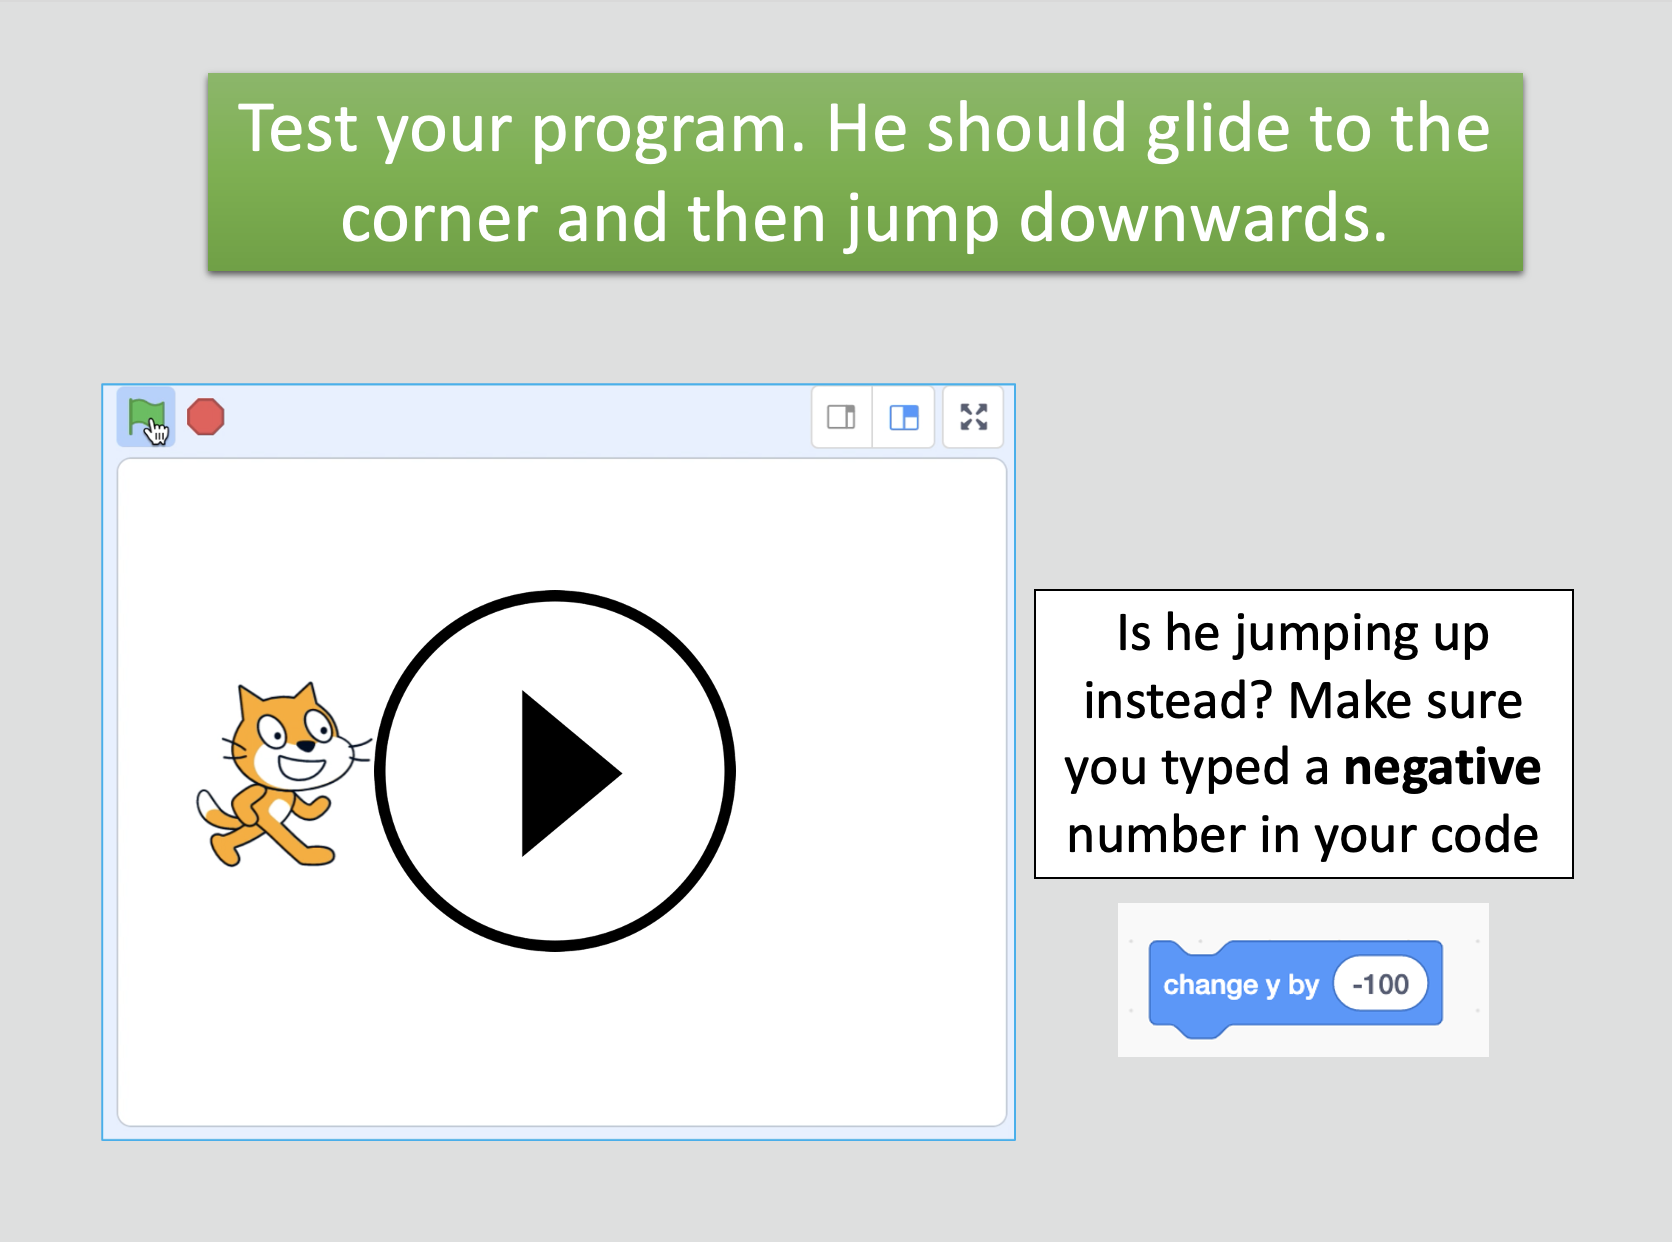 Test your program. He should glide to the
corner and then jump downwards.
Is he jumping up
instead? Make sure
you typed a negative
number in your code
change y by -100